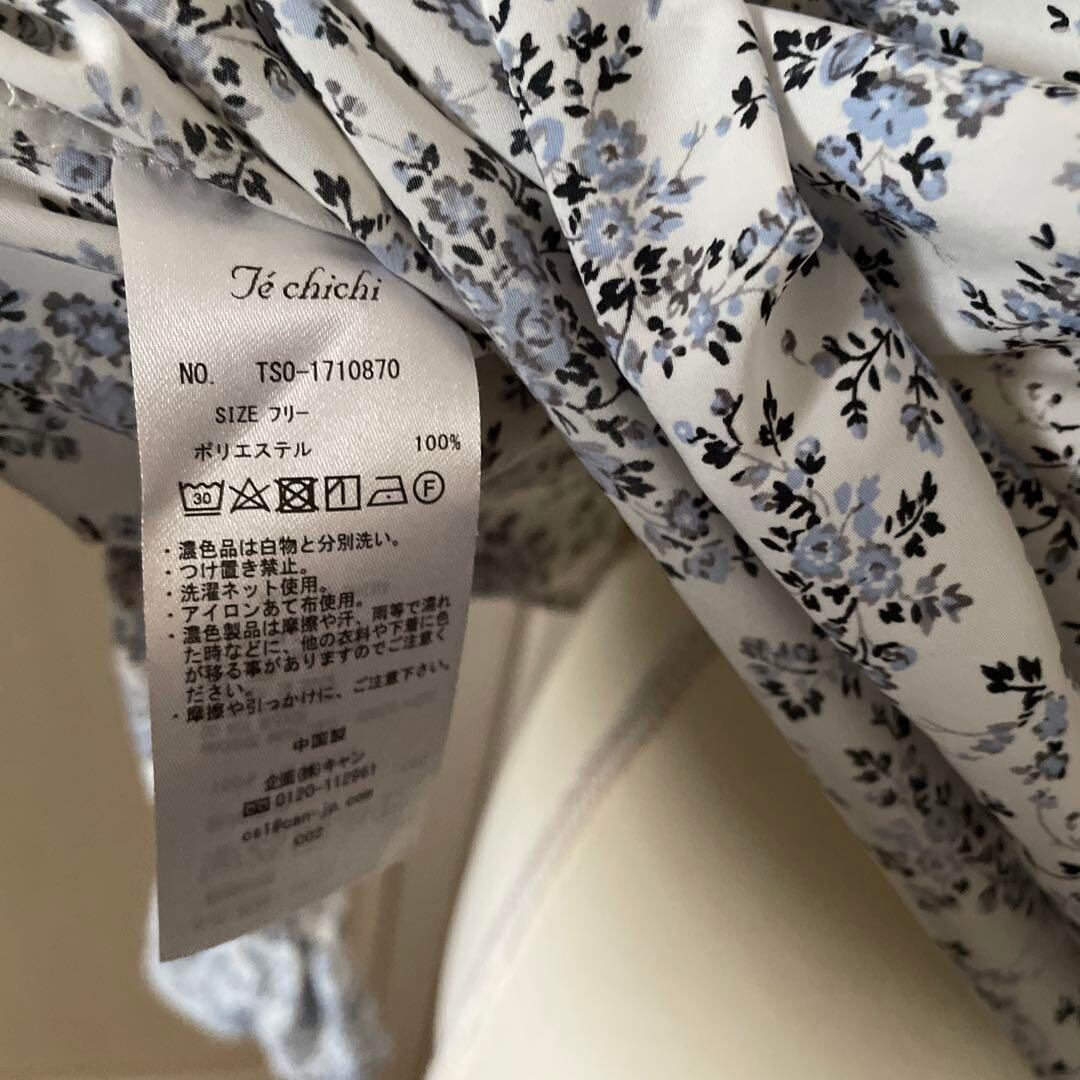 Té chichi
NO. TSO-1710870
SIZE フリー
ポリエステル 100%
30 F
・濃色品は白物と分別洗い。
・つけ置き禁止。
・洗濯ネット使用。
・アイロンあて布使用。
・濃色製品は摩擦や汗、雨等で濡れ
た時などに、他の衣料や下着に色
が移る事がありますのでご注意く
ださい。
・摩擦や引っかけに、ご注意下さい。
中国製
企画(株)キャン
0120-112961
cs1@can-jp.com
002